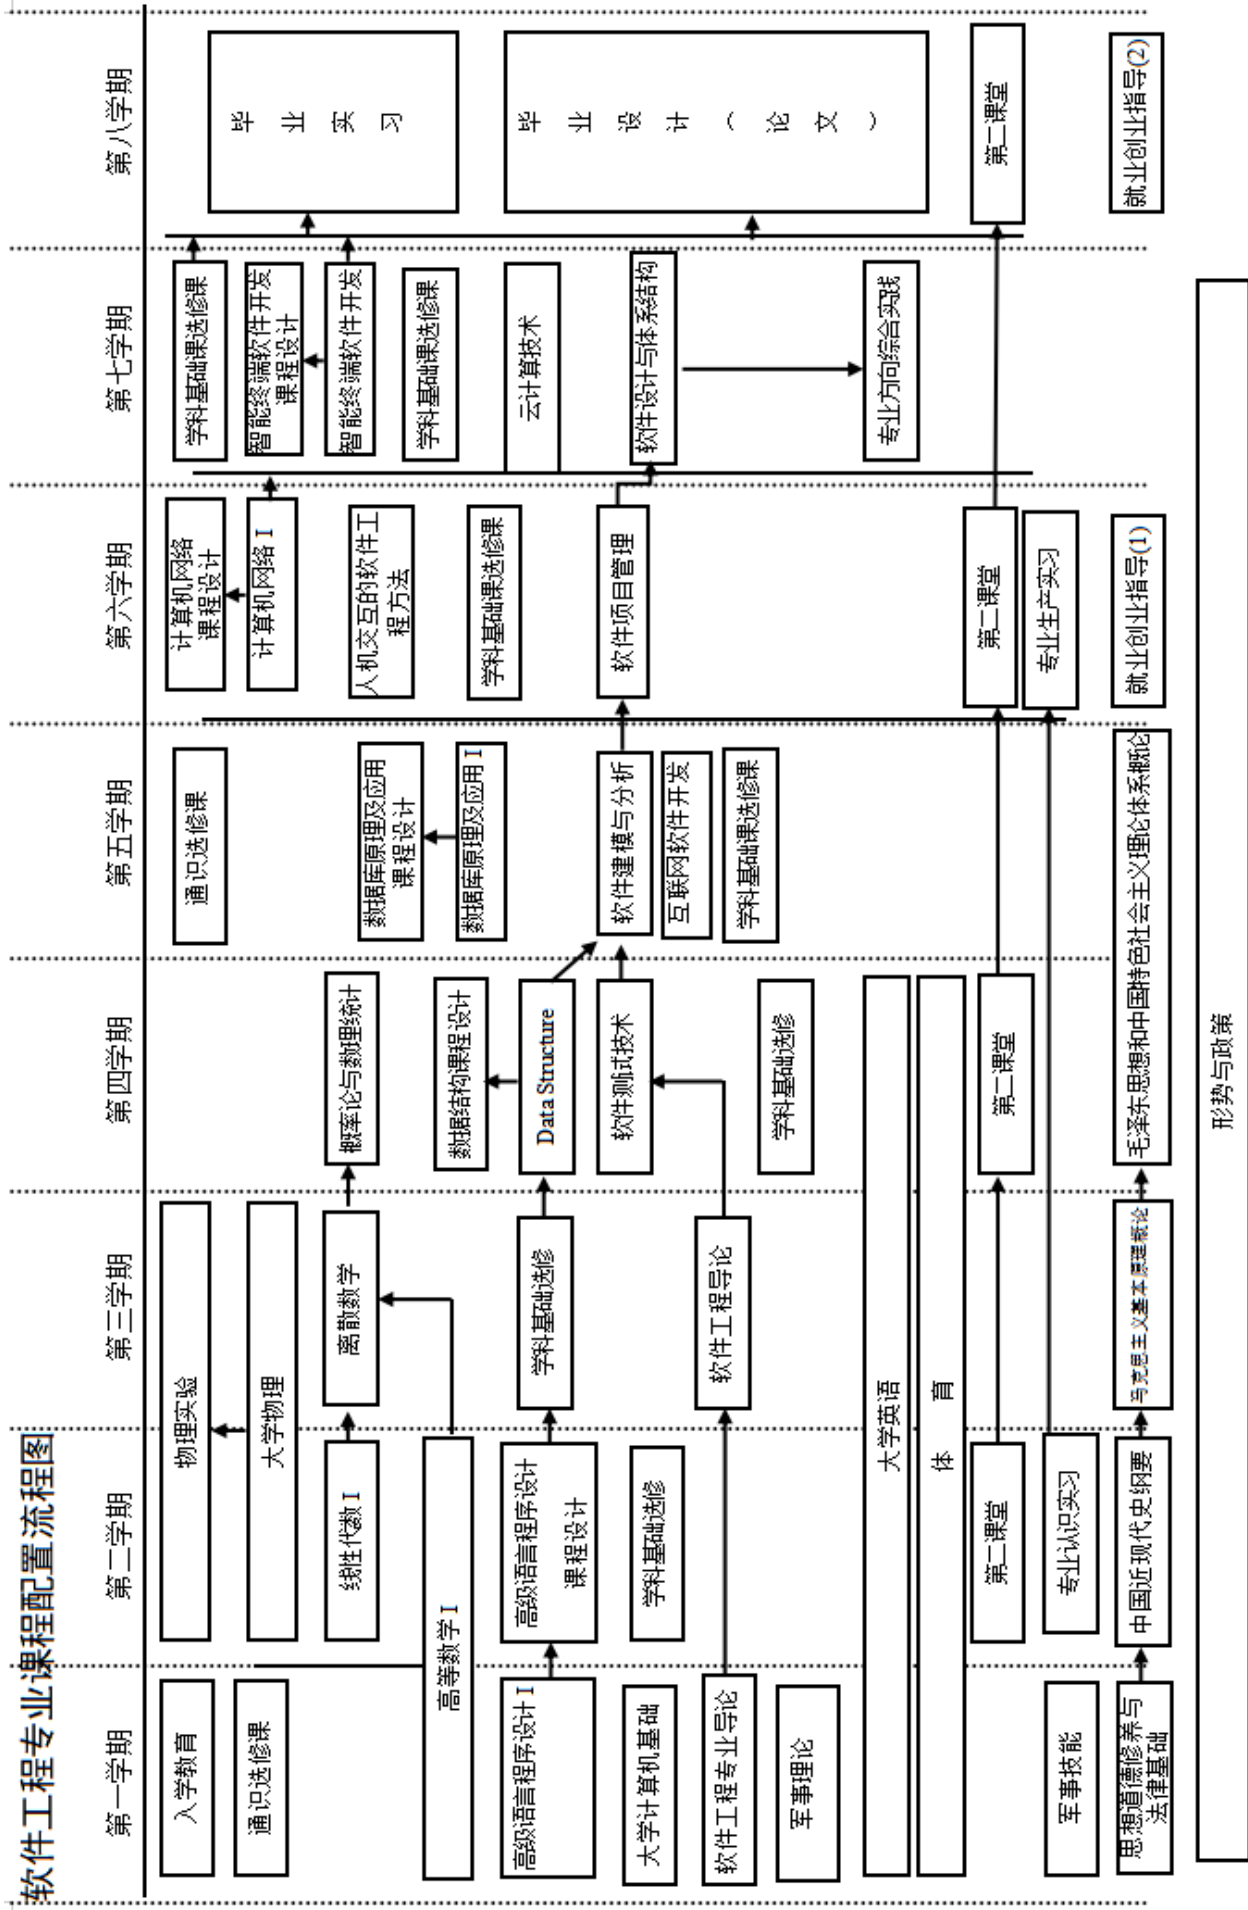 软件工程专业课程配置流程图
第一学期
第二学期
第三学期
第四学期
第五学期
第六学期
第七学期
第八学期
入学教育
通识选修课
高等数学 I
高级语言程序设计 I
大学计算机基础
软件工程专业导论
军事理论
大学英语
体 育
军事技能
思想道德修养与
法律基础
形势与政策
物理实验
大学物理
线性代数 I
高级语言程序设计
课程设计
学科基础选修
第二课堂
专业认识实习
中国近现代史纲要
离散数学
学科基础选修
软件工程导论
马克思主义基本原理概论
概率论与数理统计
数据结构课程设计
Data Structure
软件测试技术
学科基础选修
第二课堂
毛泽东思想和中国特色社会主义理论体系概论
通识选修课
数据库原理及应用
课程设计
数据库原理及应用 I
软件建模与分析
互联网软件开发
学科基础课选修课
计算机网络
课程设计
计算机网络 I
人机交互的软件工
程方法
学科基础课选修课
软件项目管理
第二课堂
专业生产实习
就业创业指导(1)
学科基础课选修课
智能终端软件开发
课程设计
智能终端软件开发
学科基础课选修课
云计算技术
软件设计与体系结构
专业方向综合实践
毕 业 实 习
毕 业 设 计 （ 论 文 ）
第二课堂
就业创业指导(2)